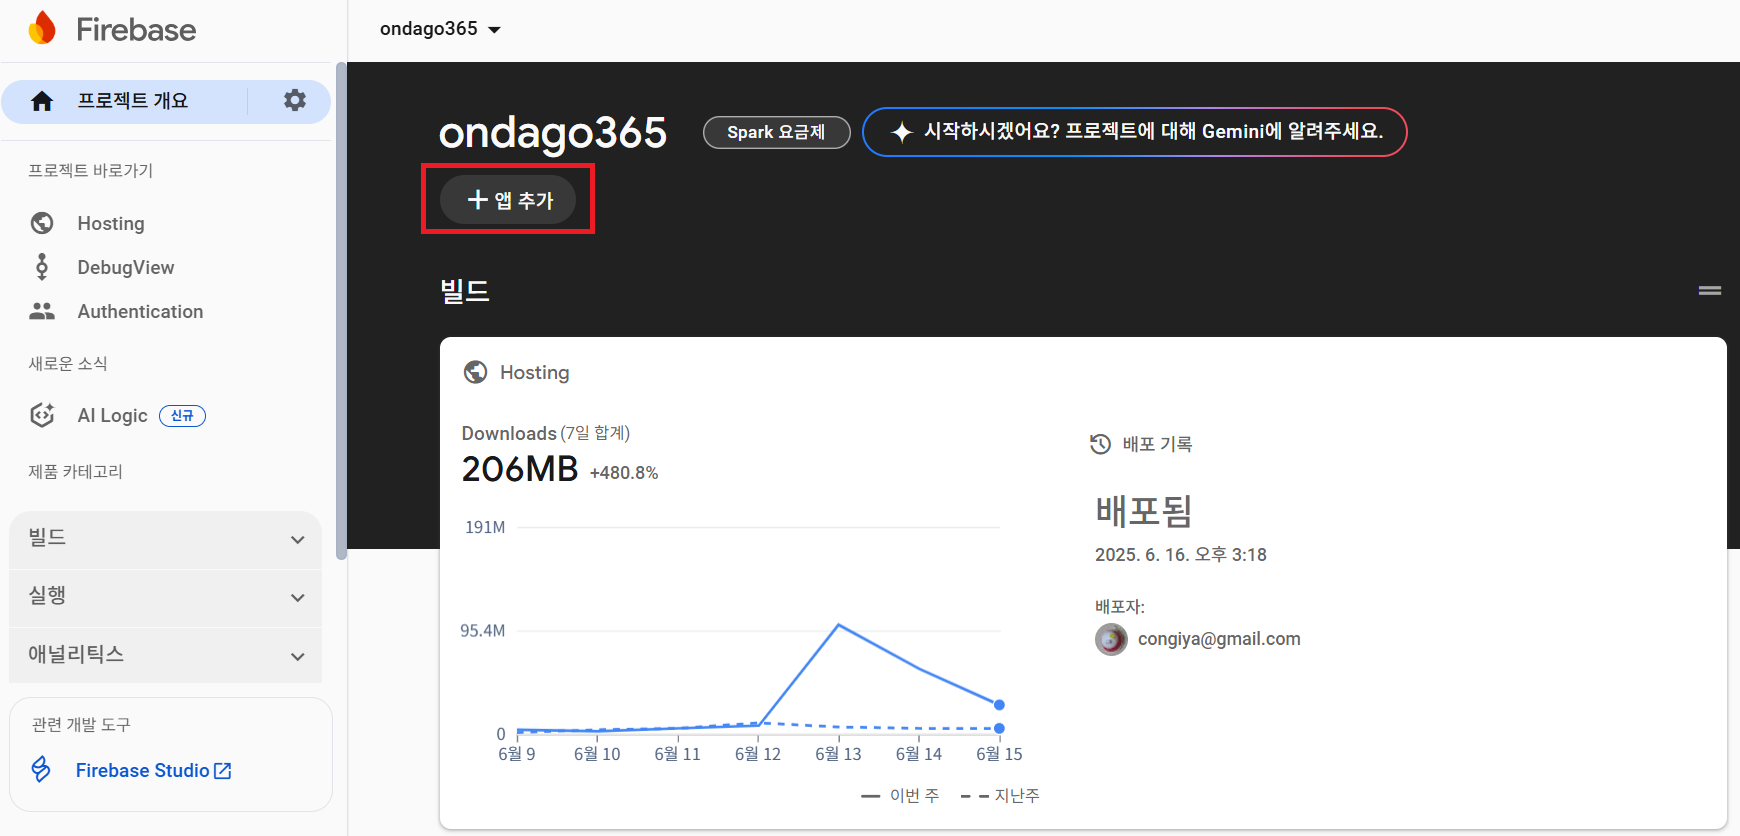 Firebase
ondago365
프로젝트 개요
프로젝트 바로가기
Hosting
DebugView
Authentication
새로운 소식
AI Logic 신규
제품 카테고리
빌드
실행
애널리틱스
관련 개발 도구
Firebase Studio
ondago365
Spark 요금제
시작하시겠어요? 프로젝트에 대해 Gemini에 알려주세요.
앱 추가
빌드
Hosting
Downloads (7일 합계)
206MB +480.8%
191M
95.4M
0
6월 9 6월 10 6월 11 6월 12 6월 13 6월 14 6월 15
이번 주 지난주
배포 기록
배포됨
2025. 6. 16. 오후 3:18
배포자:
congiya@gmail.com